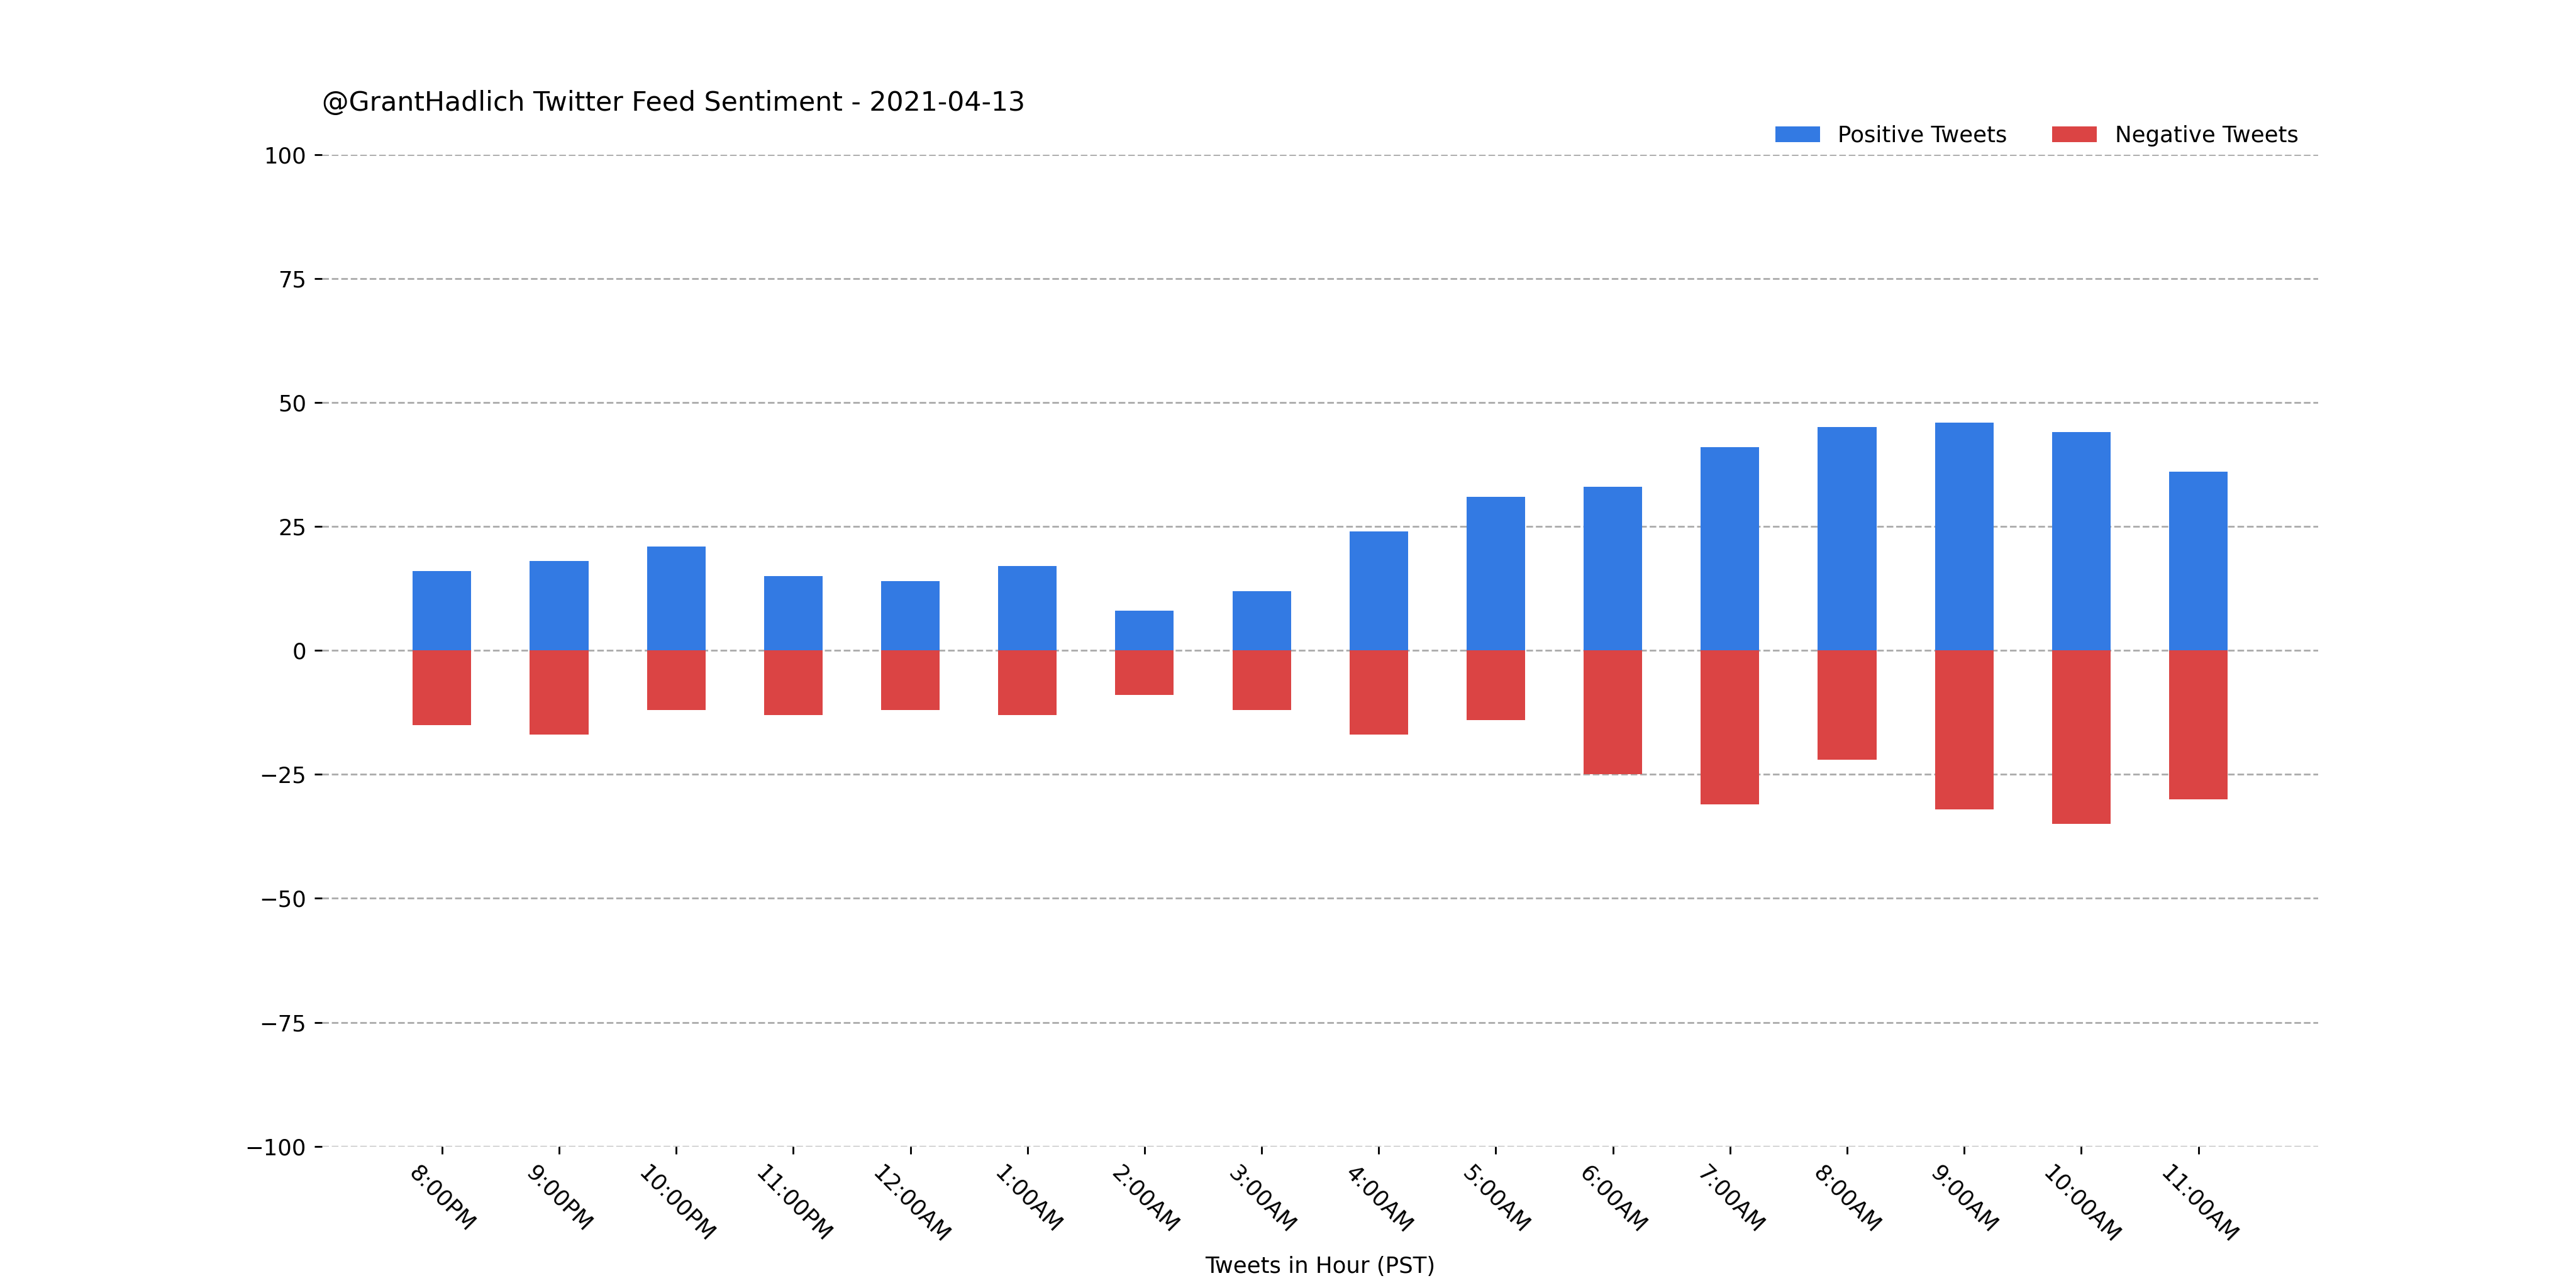 @GrantHadlich Twitter Feed Sentiment - 2021-04-13
Positive Tweets
Negative Tweets
100
75
50
25
0
−25
−50
−75
−100
8:00PM
9:00PM
10:00PM
11:00PM
12:00AM
1:00AM
2:00AM
3:00AM
4:00AM
5:00AM
6:00AM
7:00AM
8:00AM
9:00AM
10:00AM
11:00AM
Tweets in Hour (PST)